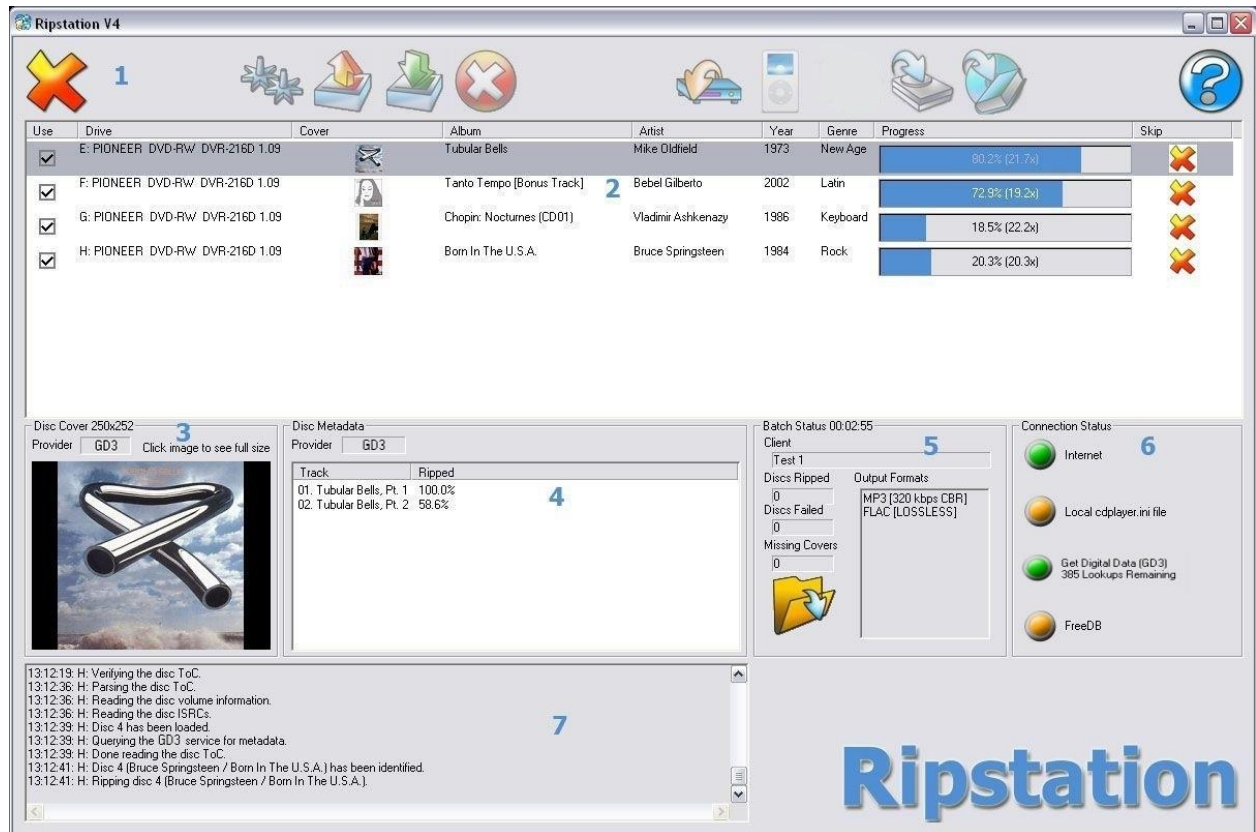 Ripstation V4
1
Use Drive Cover Album Artist Year Genre Progress Skip
E: PIONEER DVD-RW DVR-216D 1.09 Tubular Bells Mike Oldfield 1973 New Age 80.2% (21.7x)
F: PIONEER DVD-RW DVR-216D 1.09 Tanto Tempo [Bonus Track] 2 Bebel Gilberto 2002 Latin 72.9% (19.2x)
G: PIONEER DVD-RW DVR-216D 1.09 Chopin: Nocturnes (CD01) Vladimir Ashkenazy 1986 Keyboard 18.5% (22.2x)
H: PIONEER DVD-RW DVR-216D 1.09 Born In The U.S.A. Bruce Springsteen 1984 Rock 20.3% (20.3x)
Disc Cover 250x252
3
Provider GD3 Click image to see full size
Disc Metadata
Provider GD3
Track Ripped
01. Tubular Bells, Pt. 1 100.0%
02. Tubular Bells, Pt. 2 58.6%
4
Batch Status 00:02:55
5
Client
Test 1
Discs Ripped
0
Discs Failed
0
Missing Covers
0
Output Formats
MP3 [320 kbps CBR]
FLAC [LOSSLESS]
Connection Status
6
Internet
Local cdplayer.ini file
Get Digital Data (GD3)
385 Lookups Remaining
FreeDB
13:12:19: H: Verifying the disc ToC.
13:12:36: H: Parsing the disc ToC.
13:12:36: H: Reading the disc volume information.
13:12:36: H: Reading the disc ISRCs.
13:12:39: H: Disc 4 has been loaded.
13:12:39: H: Querying the GD3 service for metadata.
13:12:39: H: Done reading the disc ToC.
13:12:41: H: Disc 4 (Bruce Springsteen / Born In The U.S.A.) has been identified.
13:12:41: H: Ripping disc 4 (Bruce Springsteen / Born In The U.S.A.).
7
Ripstation